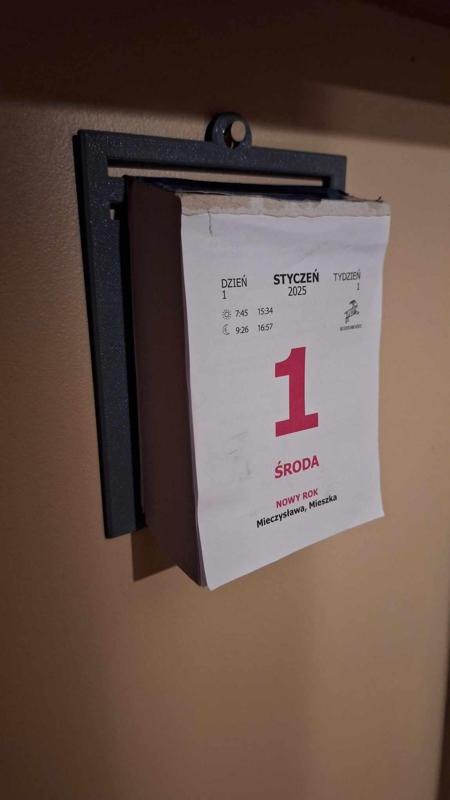 DZIEŃ STYCZEŃ TYDZIEŃ
1 2025 1
7:45 15:34
9:26 16:57
1
ŚRODA
NOWY ROK
Mieczysława, Mieszka